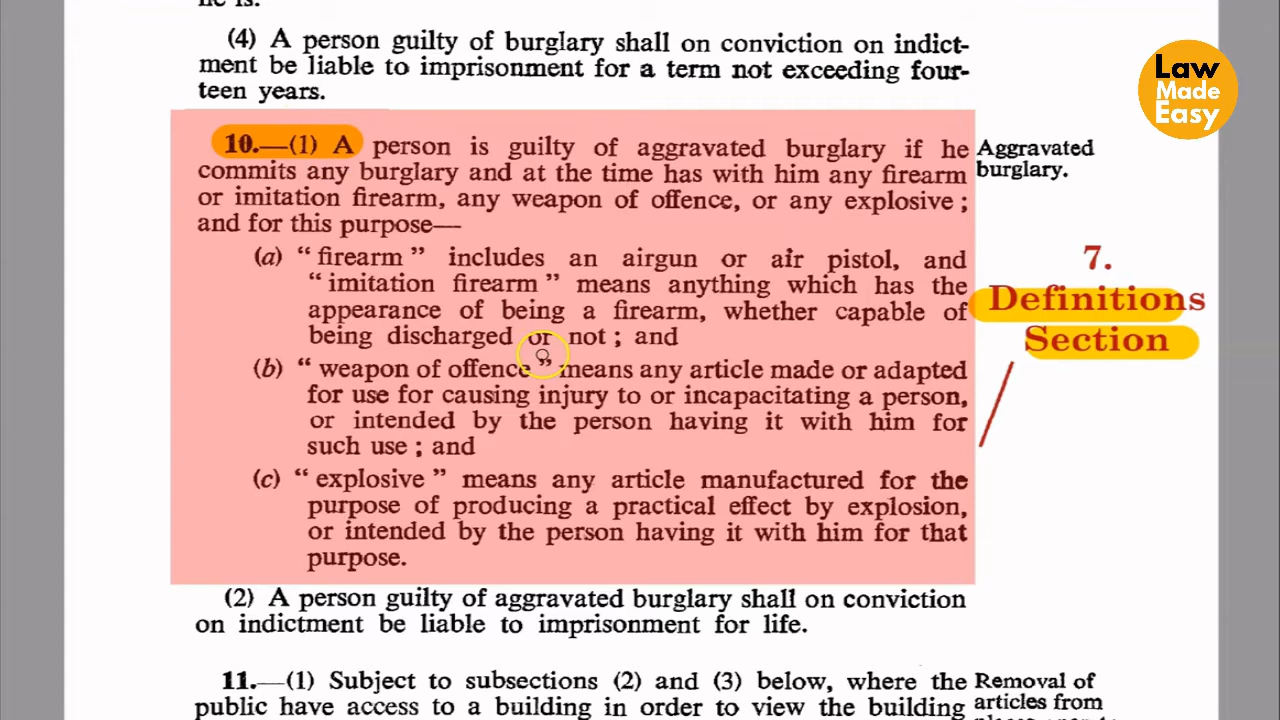 he is.
(4) A person guilty of burglary shall on conviction on indict-
ment be liable to imprisonment for a term not exceeding four-
teen years.
10.—(1) A person is guilty of aggravated burglary if he
commits any burglary and at the time has with him any firearm
or imitation firearm, any weapon of offence, or any explosive ;
and for this purpose—
(a) “ firearm ” includes an airgun or air pistol, and
“ imitation firearm ” means anything which has the
appearance of being a firearm, whether capable of
being discharged or not ; and
(b) “ weapon of offence ” means any article made or adapted
for use for causing injury to or incapacitating a person,
or intended by the person having it with him for
such use ; and
(c) “ explosive ” means any article manufactured for the
purpose of producing a practical effect by explosion,
or intended by the person having it with him for that
purpose.
(2) A person guilty of aggravated burglary shall on conviction
on indictment be liable to imprisonment for life.
11.—(1) Subject to subsections (2) and (3) below, where the
public have access to a building in order to view the building
Aggravated
burglary.
7.
Definitions
Section
Removal of
articles from
Law
Made
Easy